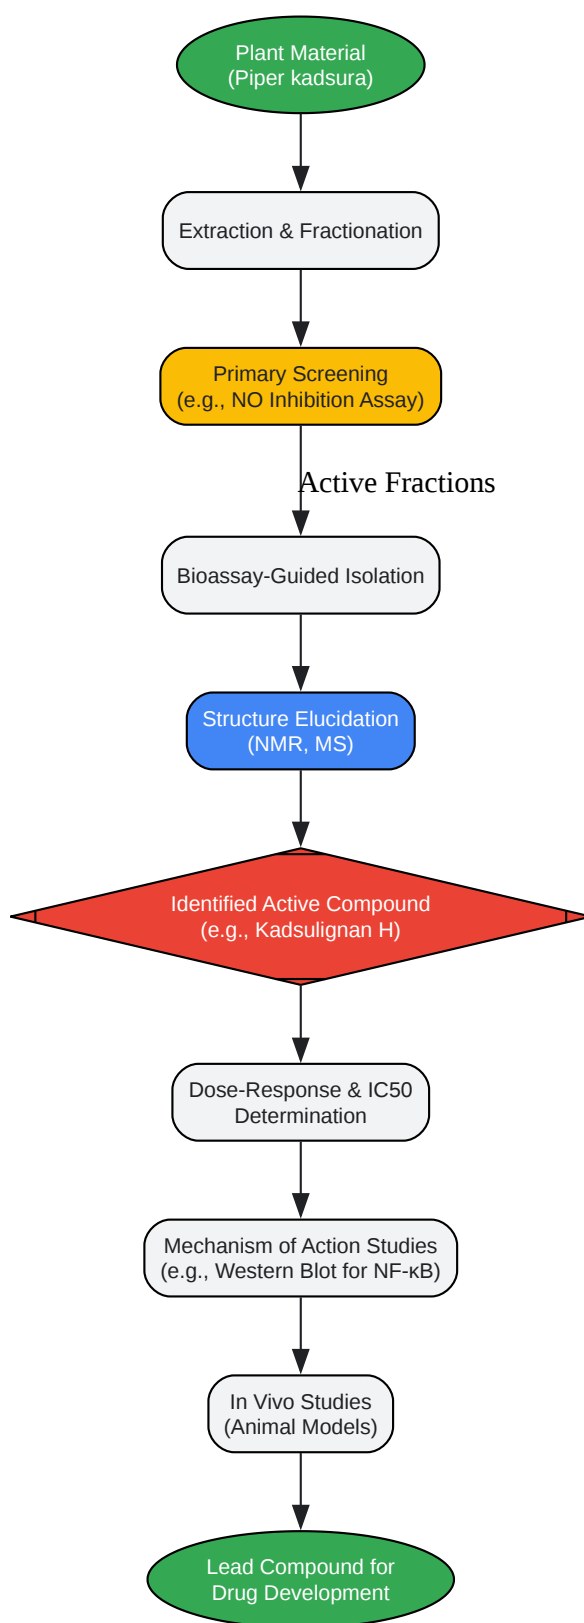 Plant Material
(Piper kadsura)
Extraction & Fractionation
Primary Screening
(e.g., NO Inhibition Assay)
Active Fractions
Bioassay-Guided Isolation
Structure Elucidation
(NMR, MS)
Identified Active Compound
(e.g., Kadsulignan H)
Dose-Response & IC50
Determination
Mechanism of Action Studies
(e.g., Western Blot for NF-κB)
In Vivo Studies
(Animal Models)
Lead Compound for
Drug Development